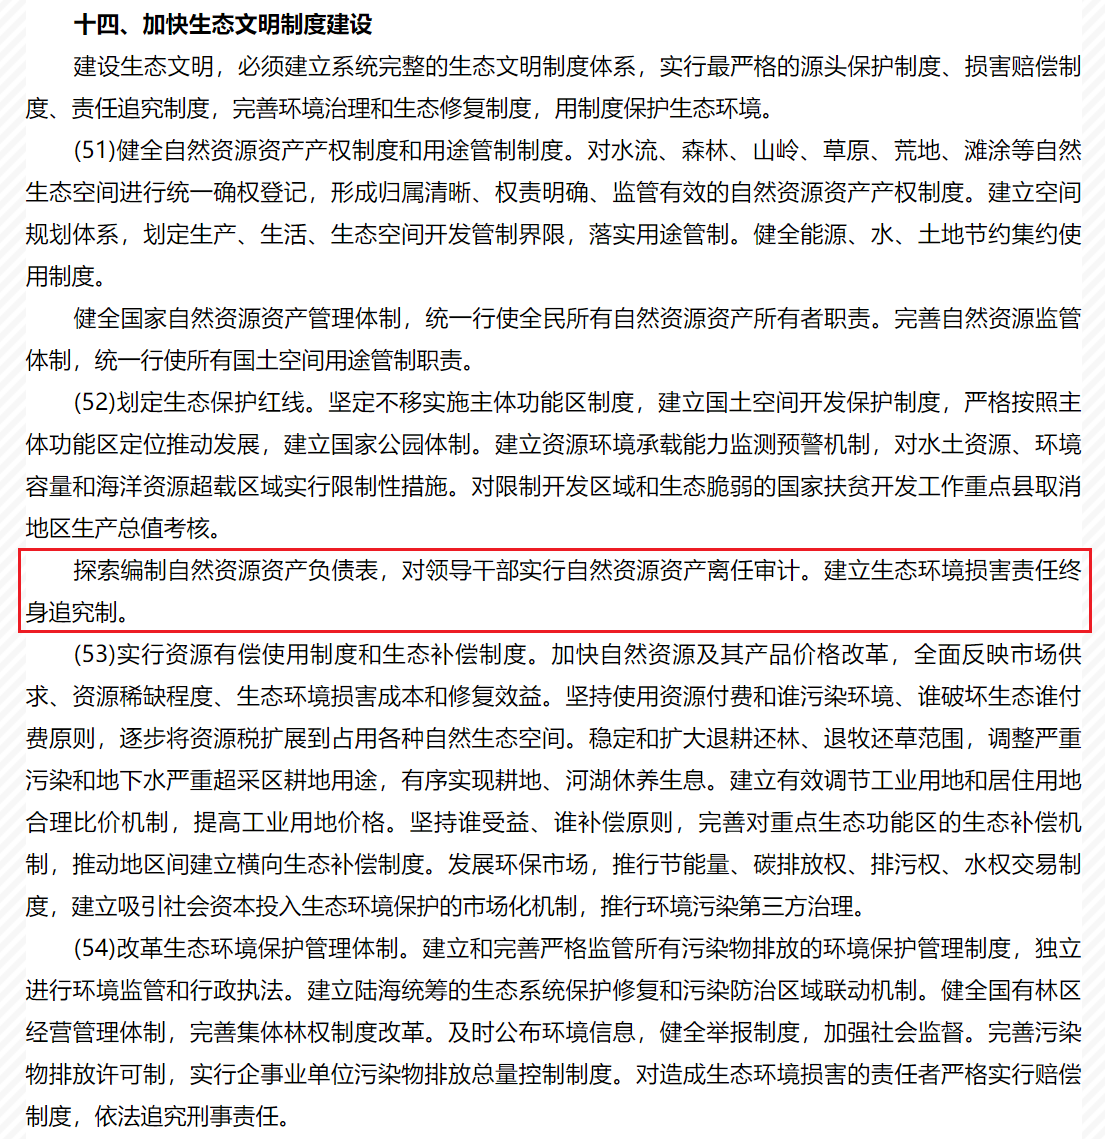 十四、加快生态文明制度建设
建设生态文明，必须建立系统完整的生态文明制度体系，实行最严格的源头保护制度、损害赔偿制
度、责任追究制度，完善环境治理和生态修复制度，用制度保护生态环境。
(51)健全自然资源资产产权制度和用途管制制度。对水流、森林、山岭、草原、荒地、滩涂等自然
生态空间进行统一确权登记，形成归属清晰、权责明确、监管有效的自然资源资产产权制度。建立空间
规划体系，划定生产、生活、生态空间开发管制界限，落实用途管制。健全能源、水、土地节约集约使
用制度。
健全国家自然资源资产管理体制，统一行使全民所有自然资源资产所有者职责。完善自然资源监管
体制，统一行使所有国土空间用途管制职责。
(52)划定生态保护红线。坚定不移实施主体功能区制度，建立国土空间开发保护制度，严格按照主
体功能区定位推动发展，建立国家公园体制。建立资源环境承载能力监测预警机制，对水土资源、环境
容量和海洋资源超载区域实行限制性措施。对限制开发区域和生态脆弱的国家扶贫开发工作重点县取消
地区生产总值考核。
探索编制自然资源资产负债表，对领导干部实行自然资源资产离任审计。建立生态环境损害责任终
身追究制。
(53)实行资源有偿使用制度和生态补偿制度。加快自然资源及其产品价格改革，全面反映市场供
求、资源稀缺程度、生态环境损害成本和修复效益。坚持使用资源付费和谁污染环境、谁破坏生态谁付
费原则，逐步将资源税扩展到占用各种自然生态空间。稳定和扩大退耕还林、退牧还草范围，调整严重
污染和地下水严重超采区耕地用途，有序实现耕地、河湖休养生息。建立有效调节工业用地和居住用地
合理比价机制，提高工业用地价格。坚持谁受益、谁补偿原则，完善对重点生态功能区的生态补偿机
制，推动地区间建立横向生态补偿制度。发展环保市场，推行节能量、碳排放权、排污权、水权交易制
度，建立吸引社会资本投入生态环境保护的市场化机制，推行环境污染第三方治理。
(54)改革生态环境保护管理体制。建立和完善严格监管所有污染物排放的环境保护管理制度，独立
进行环境监管和行政执法。建立陆海统筹的生态系统保护修复和污染防治区域联动机制。健全国有林区
经营管理体制，完善集体林权制度改革。及时公布环境信息，健全举报制度，加强社会监督。完善污染
物排放许可制，实行企事业单位污染物排放总量控制制度。对造成生态环境损害的责任者严格实行赔偿
制度，依法追究刑事责任。